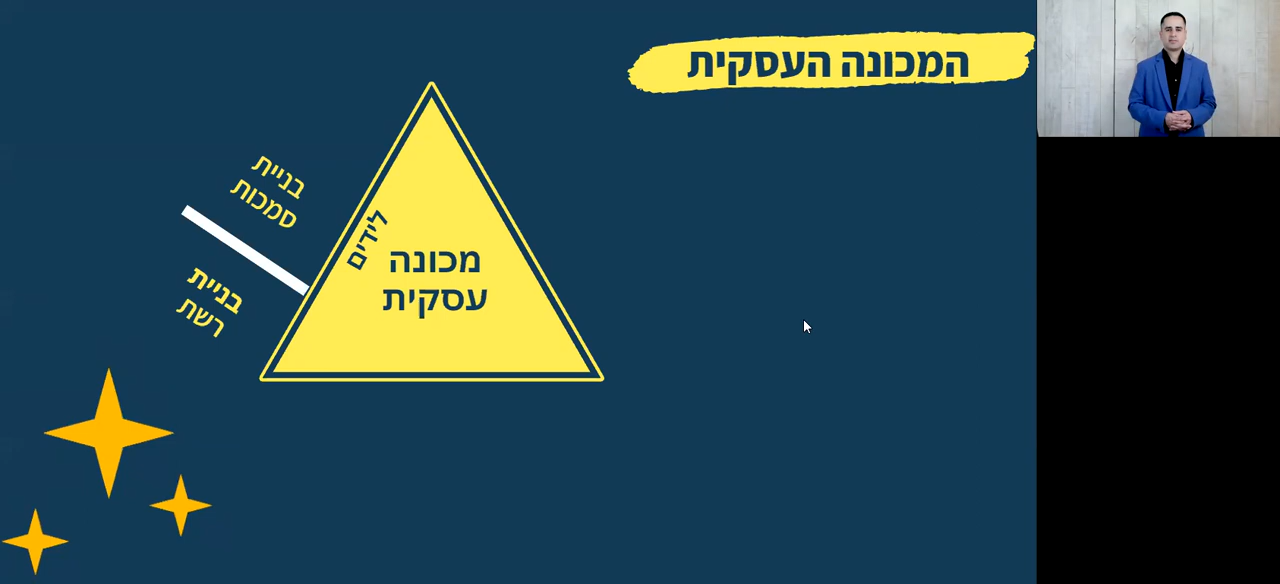 המכונה העסקית
בניית
סמכות
בניית
רשת
לידים
מכונה
עסקית